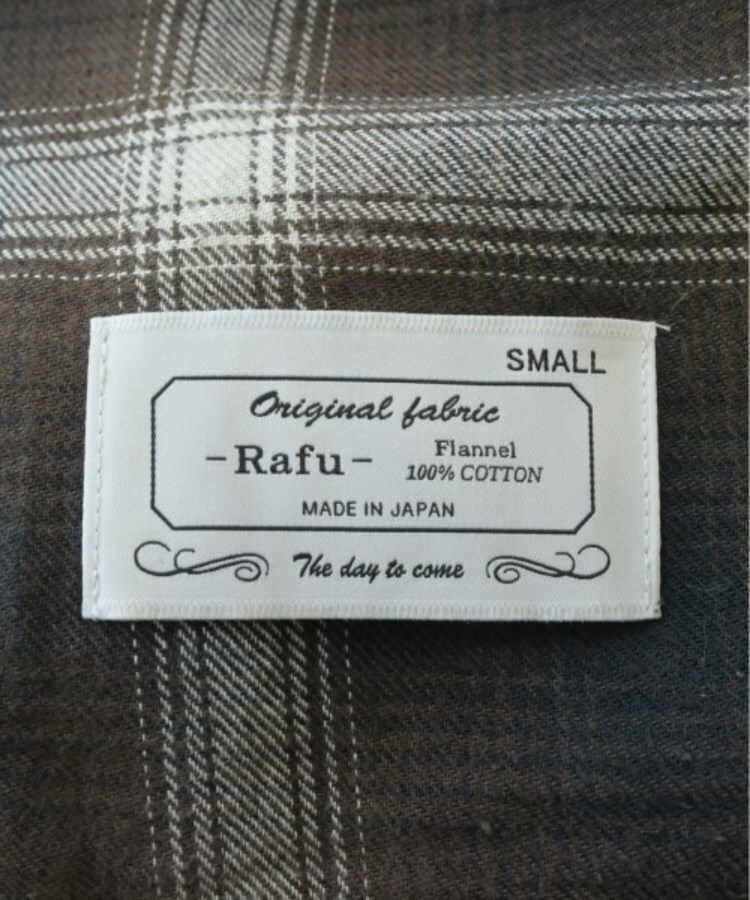 SMALL
Original fabric
-Rafu-
Flannel
100% COTTON
MADE IN JAPAN
The day to come